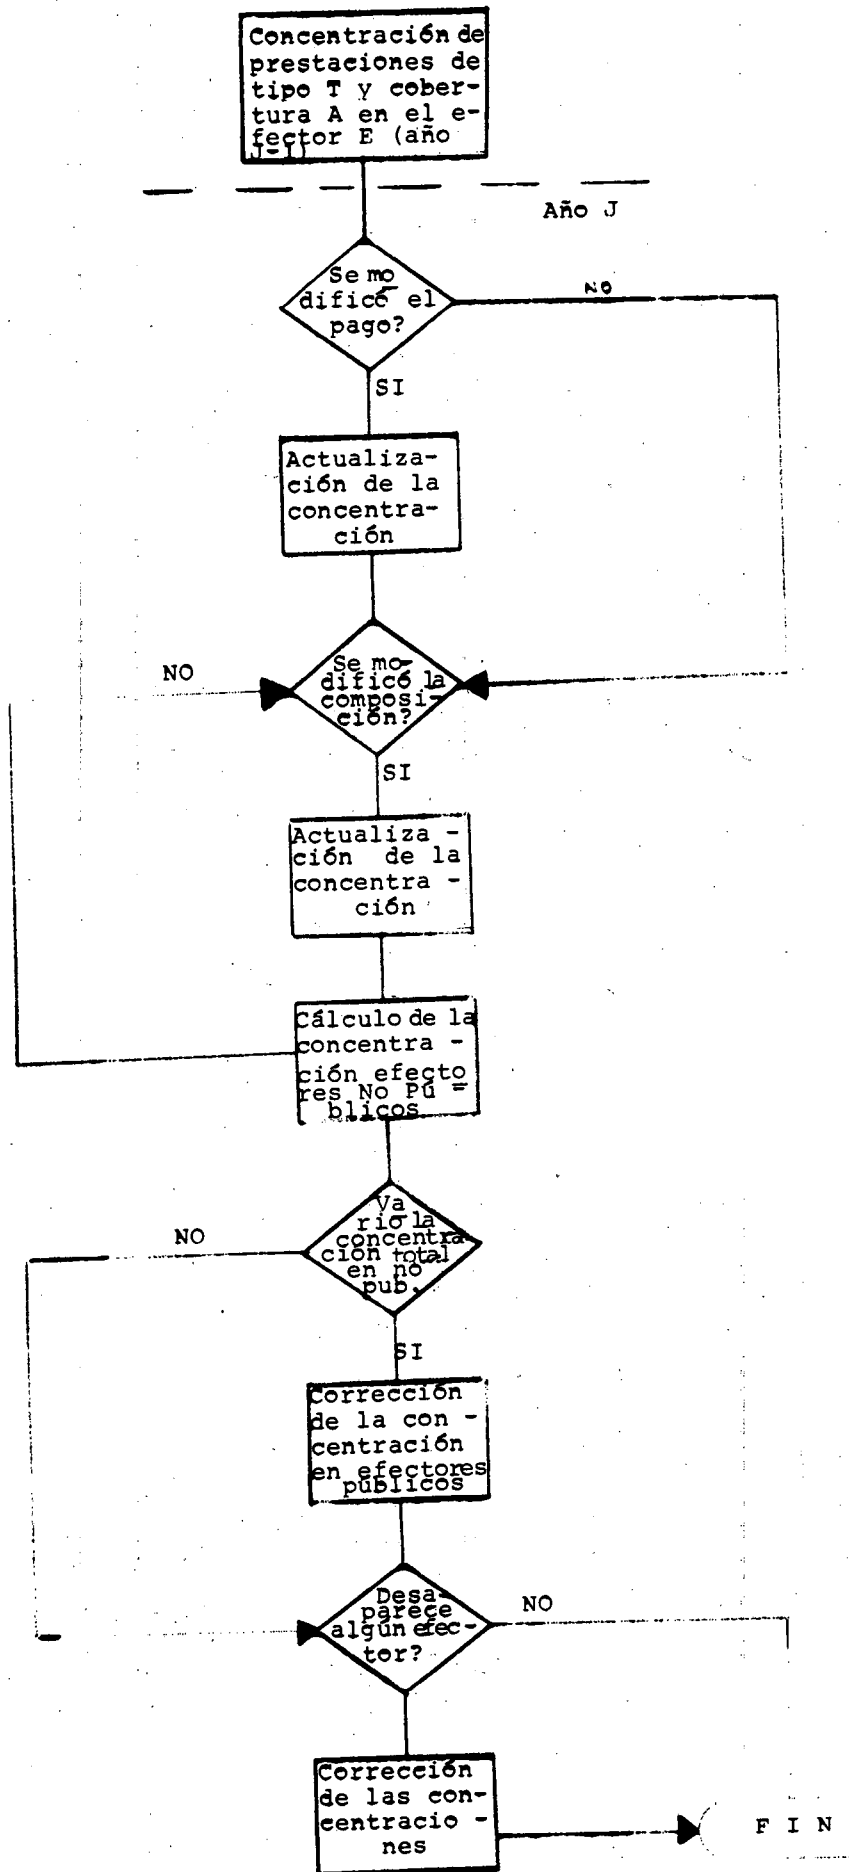 Concentración de
prestaciones de
tipo T y cober-
tura A en el e-
fector E (año
J-1)
Año J
Se mo
dificó el
pago?
NO
SI
Actualiza-
ción de la
concentra-
ción
NO
Se mo-
dificó la
composi-
ción?
SI
Actualiza -
ción de la
concentra -
ción
Cálculo de la
concentra -
ción efecto
res No Pú -
blicos
Va
rió la
concentra
ción total
en no
pub.
NO
SI
Corrección
de la con -
centración
en efectores
públicos
Desa-
parece
algún efec-
tor?
NO
Corrección
de las con-
centracio -
nes
F I N